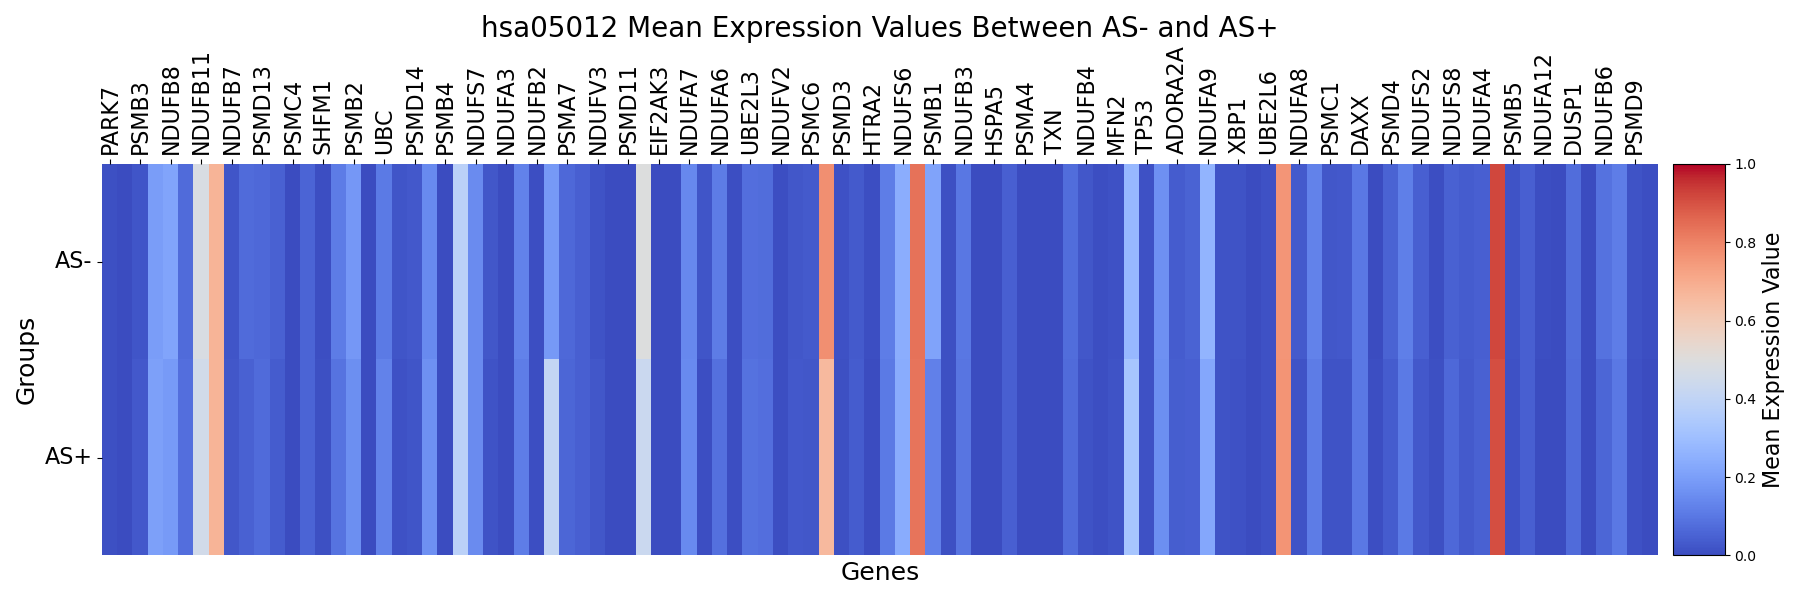 hsa05012 Mean Expression Values Between AS- and AS+
PARK7
PSMB3
NDUFB8
NDUFB11
NDUFB7
PSMD13
PSMC4
SHFM1
PSMB2
UBC
PSMD14
PSMB4
NDUFS7
NDUFA3
NDUFB2
PSMA7
NDUFV3
PSMD11
EIF2AK3
NDUFA7
NDUFA6
UBE2L3
NDUFV2
PSMC6
PSMD3
HTRA2
NDUFS6
PSMB1
NDUFB3
HSPA5
PSMA4
TXN
NDUFB4
MFN2
TP53
ADORA2A
NDUFA9
XBP1
UBE2L6
NDUFA8
PSMC1
DAXX
PSMD4
NDUFS2
NDUFS8
NDUFA4
PSMB5
NDUFA12
DUSP1
NDUFB6
PSMD9
Groups
AS-
AS+
Genes
1.0
0.8
0.6
0.4
0.2
0.0
Mean Expression Value